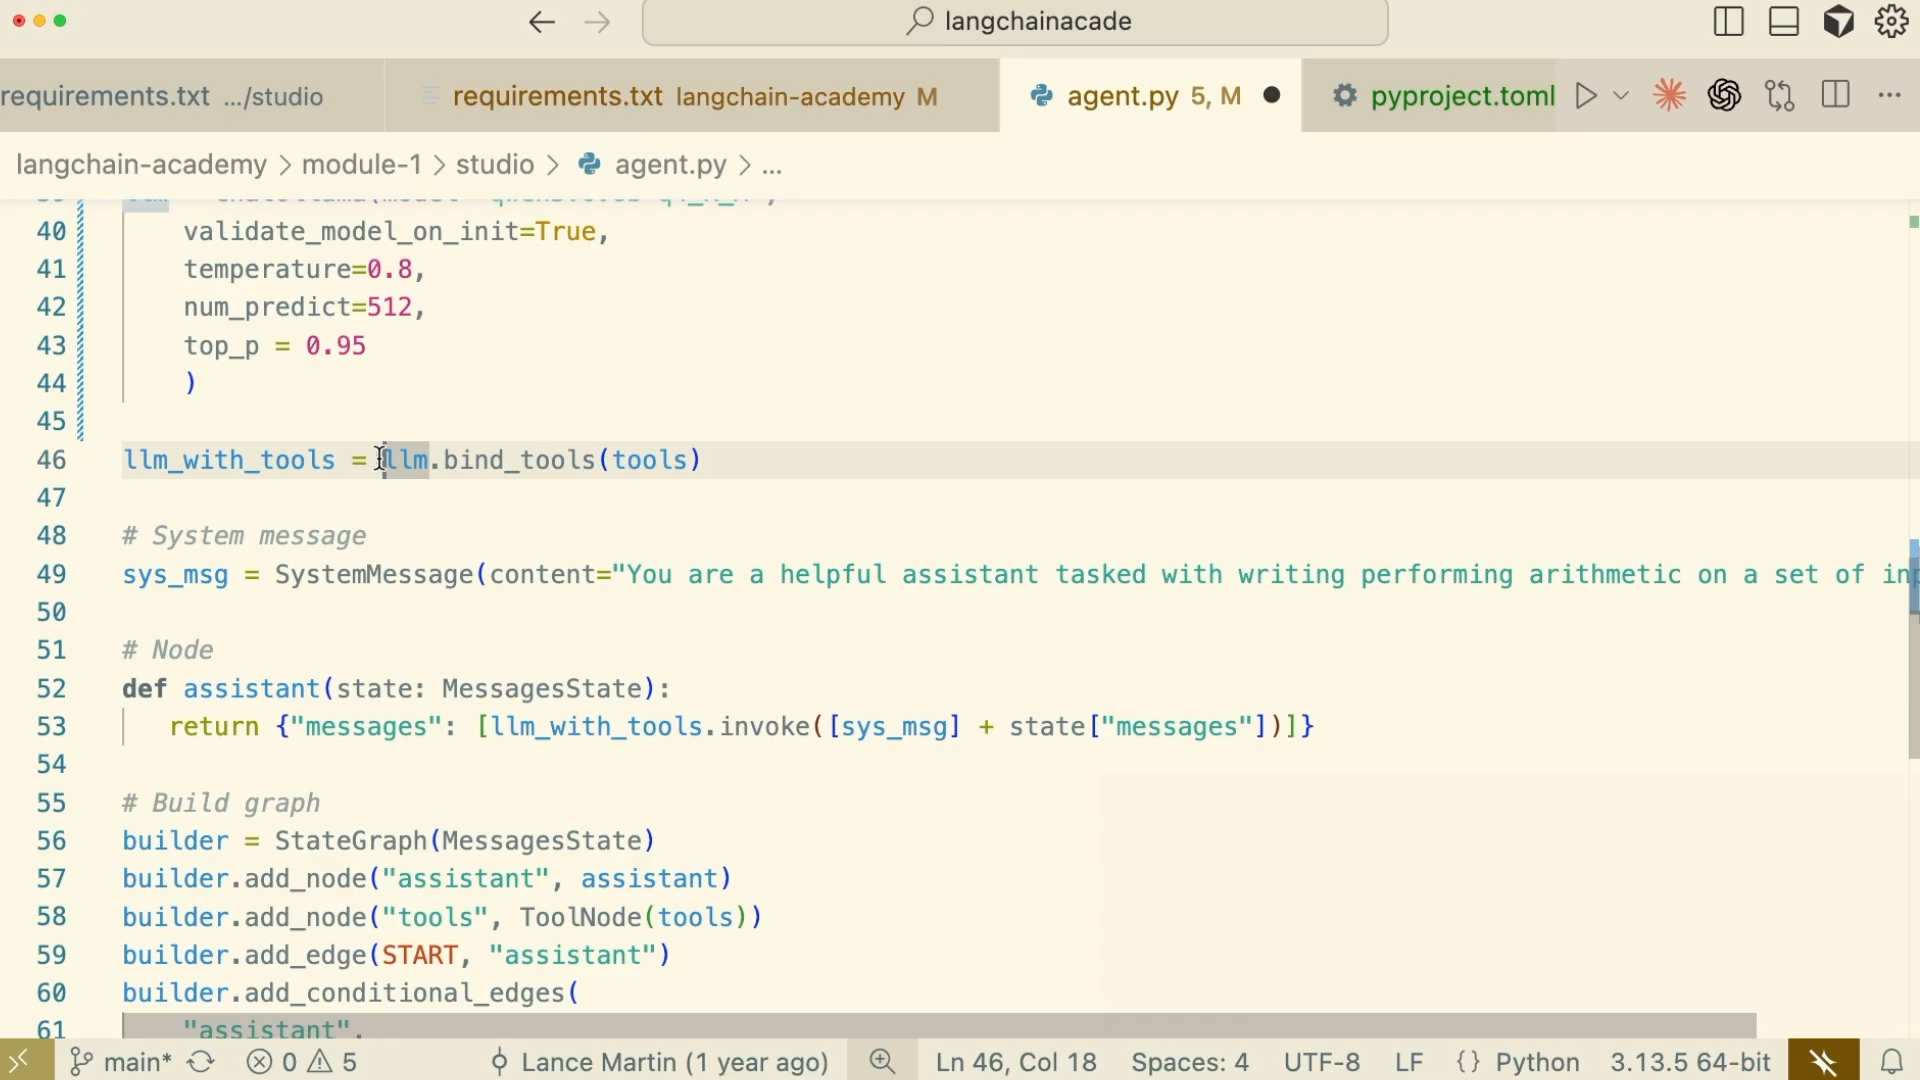 langchainacade
requirements.txt .../studio
requirements.txt langchain-academy M
agent.py 5, M
pyproject.toml
langchain-academy > module-1 > studio > agent.py > ...
40 validate_model_on_init=True,
41 temperature=0.8,
42 num_predict=512,
43 top_p = 0.95
44 )
45
46 llm_with_tools = llm.bind_tools(tools)
47
48 # System message
49 sys_msg = SystemMessage(content="You are a helpful assistant tasked with writing performing arithmetic on a set of inp
50
51 # Node
52 def assistant(state: MessagesState):
53 return {"messages": [llm_with_tools.invoke([sys_msg] + state["messages"])]}
54
55 # Build graph
56 builder = StateGraph(MessagesState)
57 builder.add_node("assistant", assistant)
58 builder.add_node("tools", ToolNode(tools))
59 builder.add_edge(START, "assistant")
60 builder.add_conditional_edges(
61 "assistant",
main* 0 5 Lance Martin (1 year ago) Ln 46, Col 18 Spaces: 4 UTF-8 LF {} Python 3.13.5 64-bit